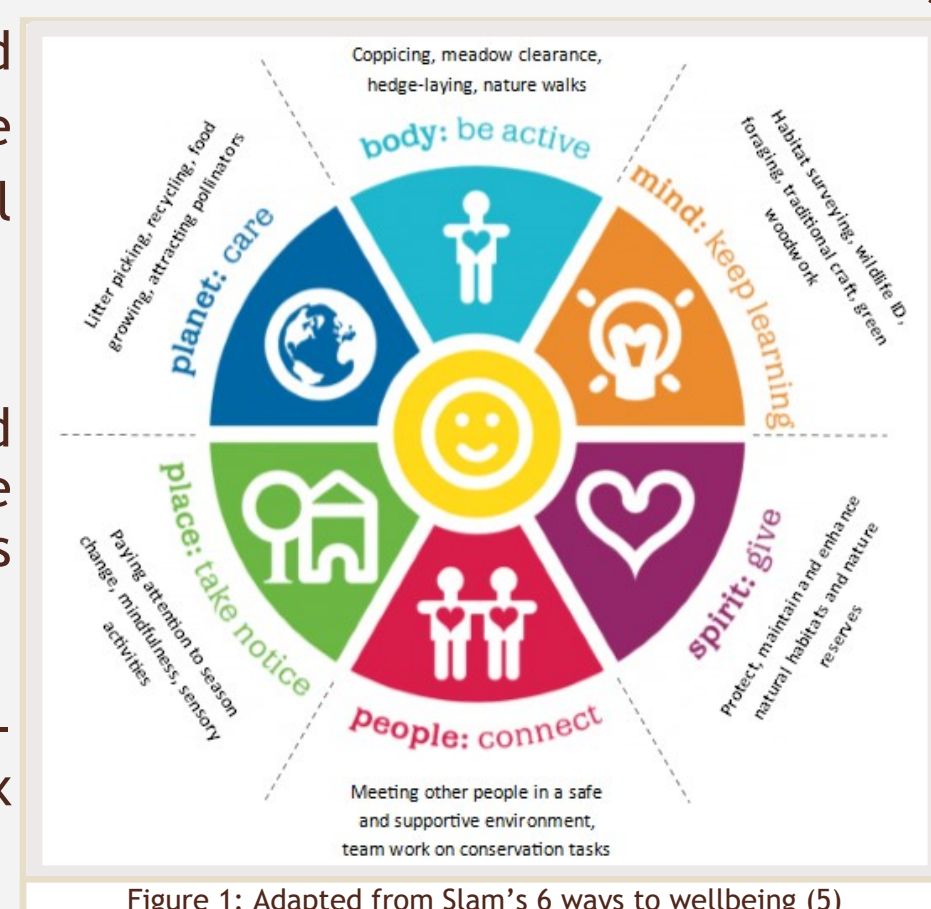 d
e
l
d
e
s
-
x
Coppicing, meadow clearance,
hedge-laying, nature walks
body: be active
Habitat surveying, wildlife ID,
foraging, traditional craft, green
woodwork
mind: keep learning
Protect, maintain and enhance
natural habitats and nature
reserves
spirit: give
people: connect
Meeting other people in a safe
and supportive environment,
team work on conservation tasks
place: take notice
Paying attention to season
change, mindfulness, sensory
activities
planet: care
Litter picking, recycling, food
growing, attracting pollinators
Figure 1: Adapted from Slam's 6 ways to wellbeing (5)